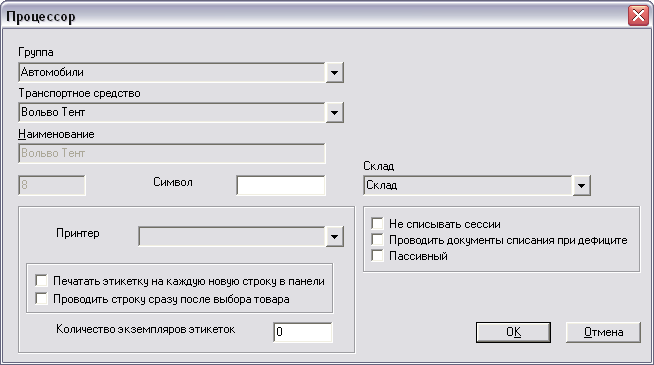 Процессор
Группа
Автомобили
Транспортное средство
Вольво Тент
Наименование
Вольво Тент
8
Символ
Склад
Склад
Принтер
Не списывать сессии
Проводить документы списания при дефиците
Пассивный
Печатать этикетку на каждую новую строку в панели
Проводить строку сразу после выбора товара
Количество экземпляров этикеток
0
OK
Отмена